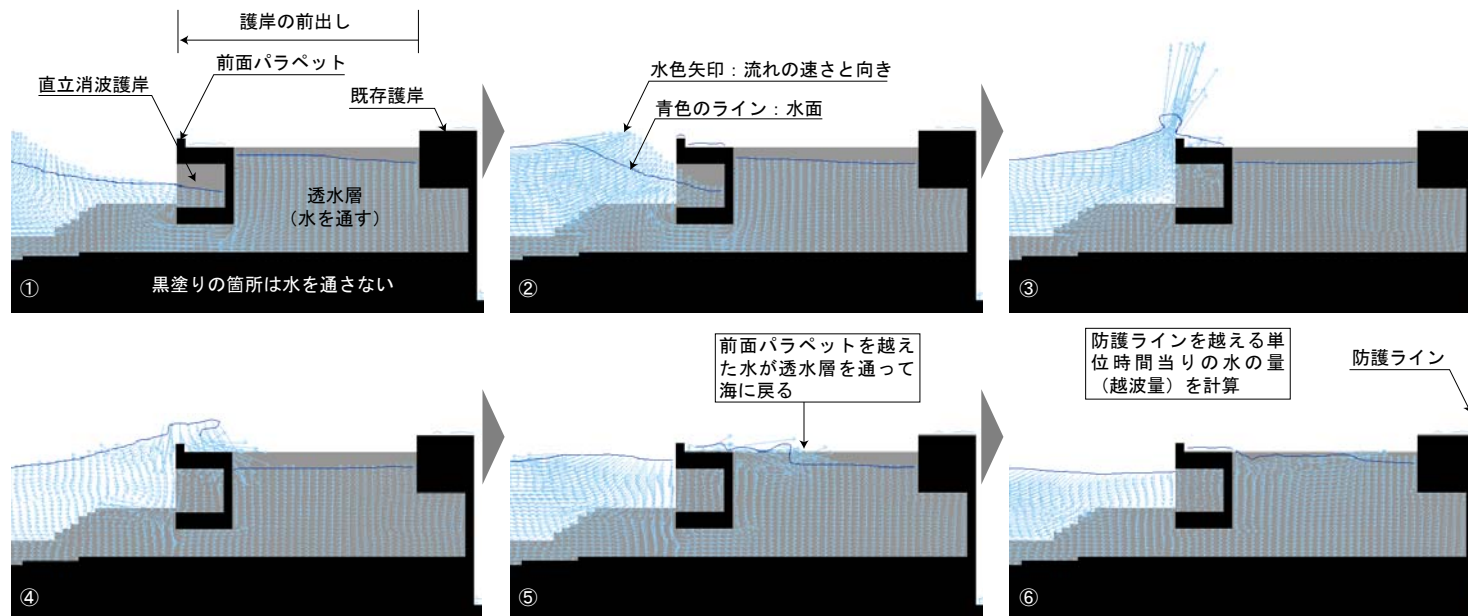 護岸の前出し
前面パラペット
直立消波護岸
既存護岸
透水層
（水を通す）
黒塗りの箇所は水を通さない
①
水色矢印：流れの速さと向き
青色のライン：水面
②
③
④
前面パラペットを越え
た水が透水層を通って
海に戻る
⑤
防護ラインを越える単
位時間当りの水の量
（越波量）を計算
防護ライン
⑥